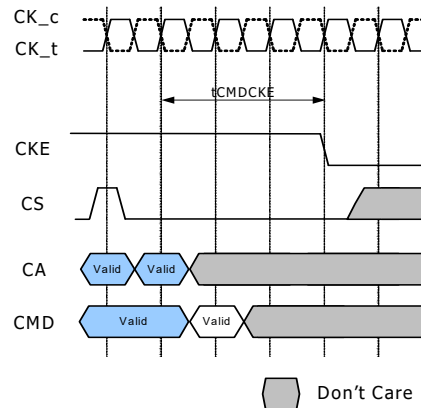 CK_c
CK_t
tCMDCKE
CKE
CS
CA Valid Valid
CMD Valid Valid
Don't Care